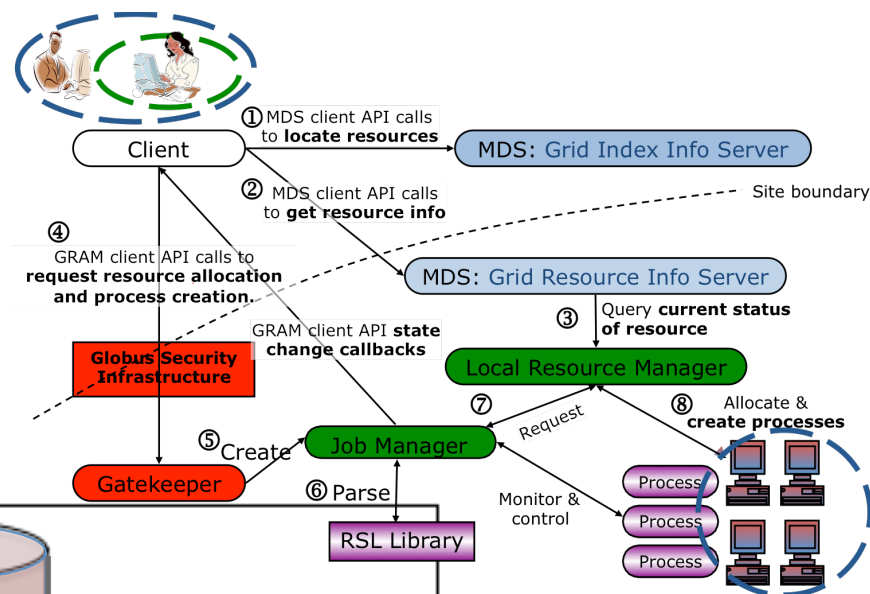 ① MDS client API calls
to locate resources
Client
MDS: Grid Index Info Server
② MDS client API calls
to get resource info
Site boundary
④
GRAM client API calls to
request resource allocation
and process creation.
MDS: Grid Resource Info Server
③ Query current status
of resource
GRAM client API state
change callbacks
Globus Security
Infrastructure
Local Resource Manager
⑦
Request
⑧ Allocate &
create processes
⑤ Create
Job Manager
Gatekeeper
⑥ Parse
Monitor &
control
RSL Library
Process
Process
Process